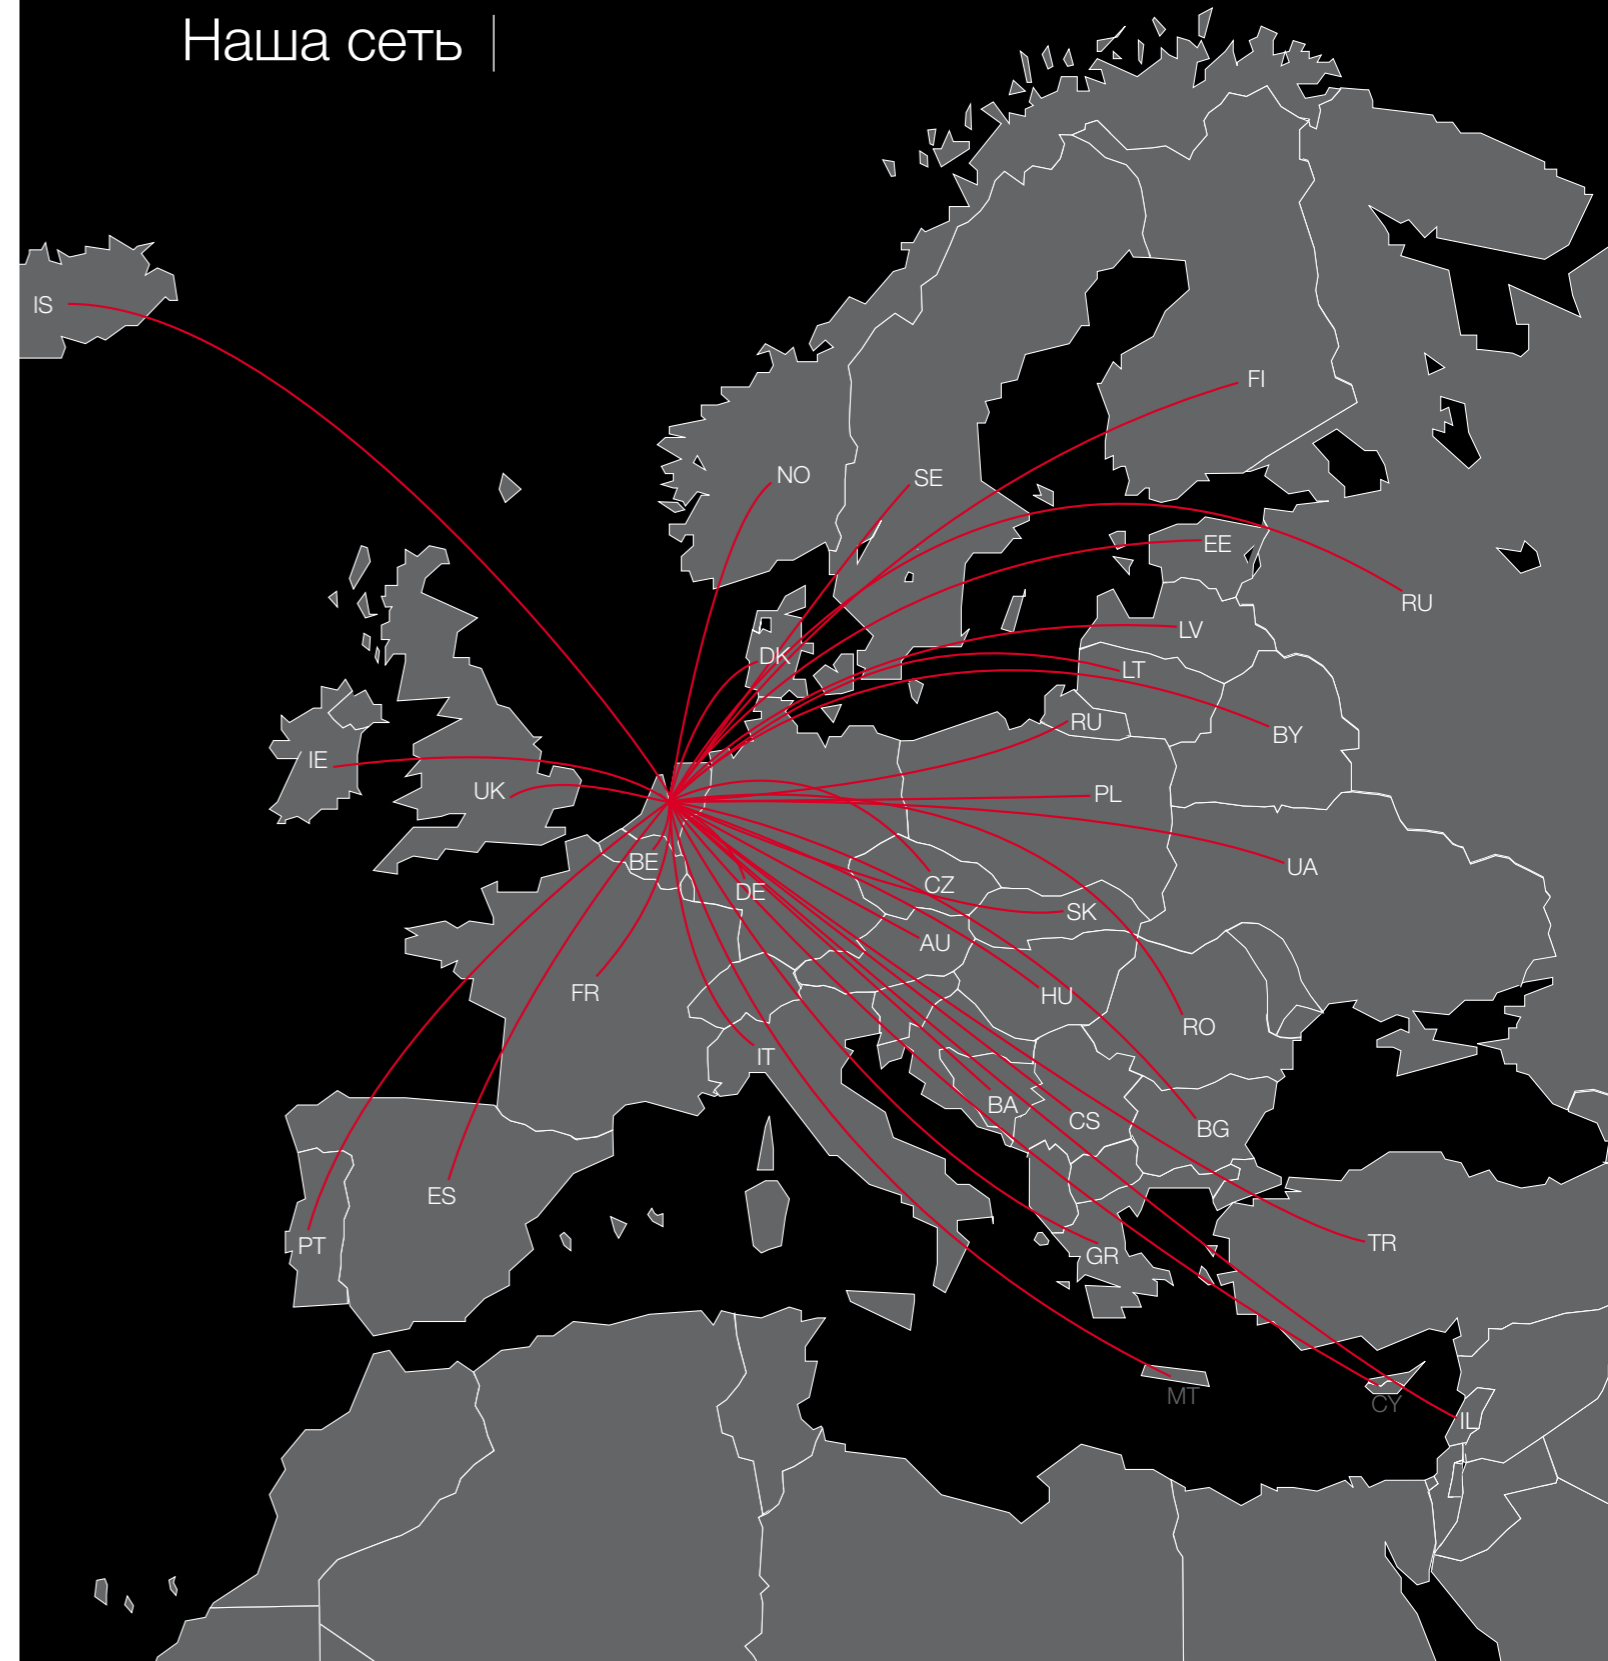 Наша сеть
IS
FI
NO
SE
EE
RU
LV
DK
LT
RU
BY
IE
UK
PL
BE
UA
DE
CZ
SK
AU
FR
HU
RO
IT
BA
CS
BG
ES
PT
TR
GR
MT
CY
IL